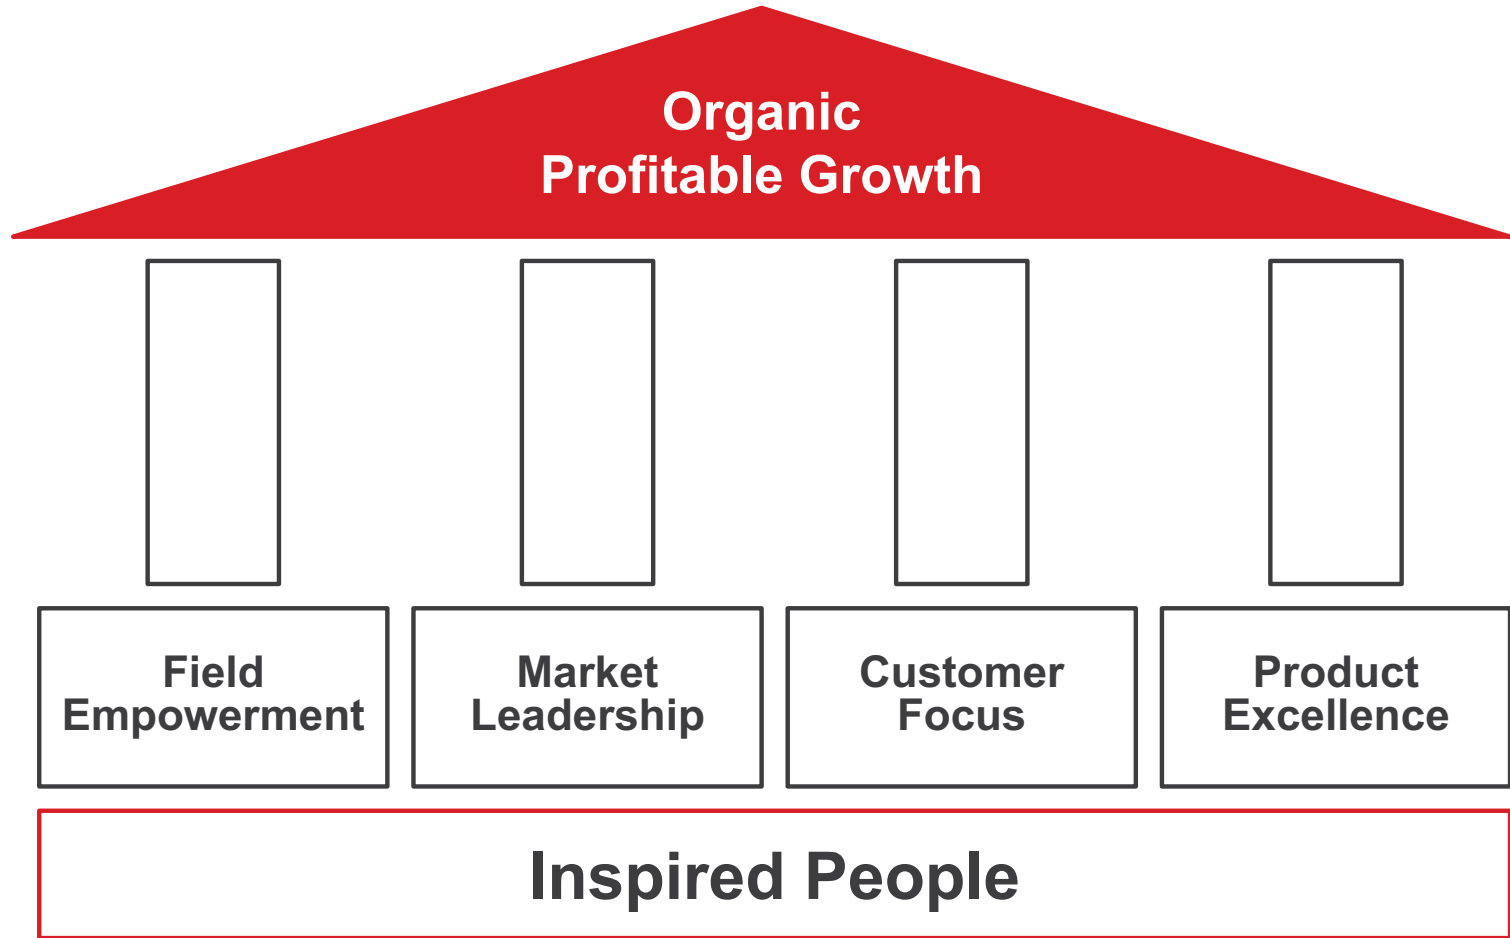 Organic
Profitable Growth
Field
Empowerment
Market
Leadership
Customer
Focus
Product
Excellence
Inspired People